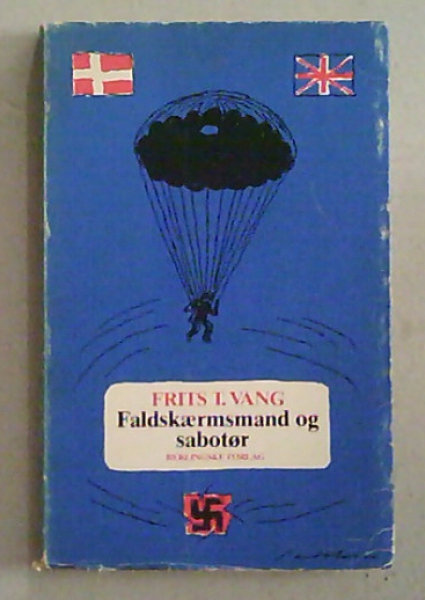 FRITS T. VANG
Faldskærmsmand og
sabotør
BERLINGSKE FORLAG